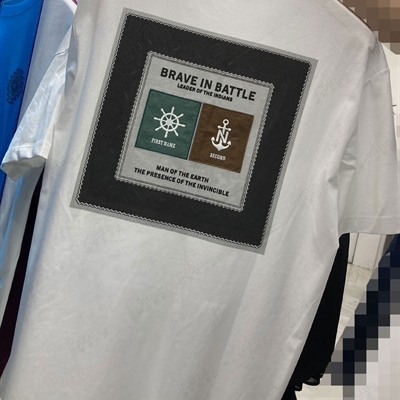 BRAVE IN BATTLE
LEADER OF THE INDIANS
FIRST NAME
N
SECOND
MAN OF THE EARTH
THE PRESENCE OF THE INVINCIBLE